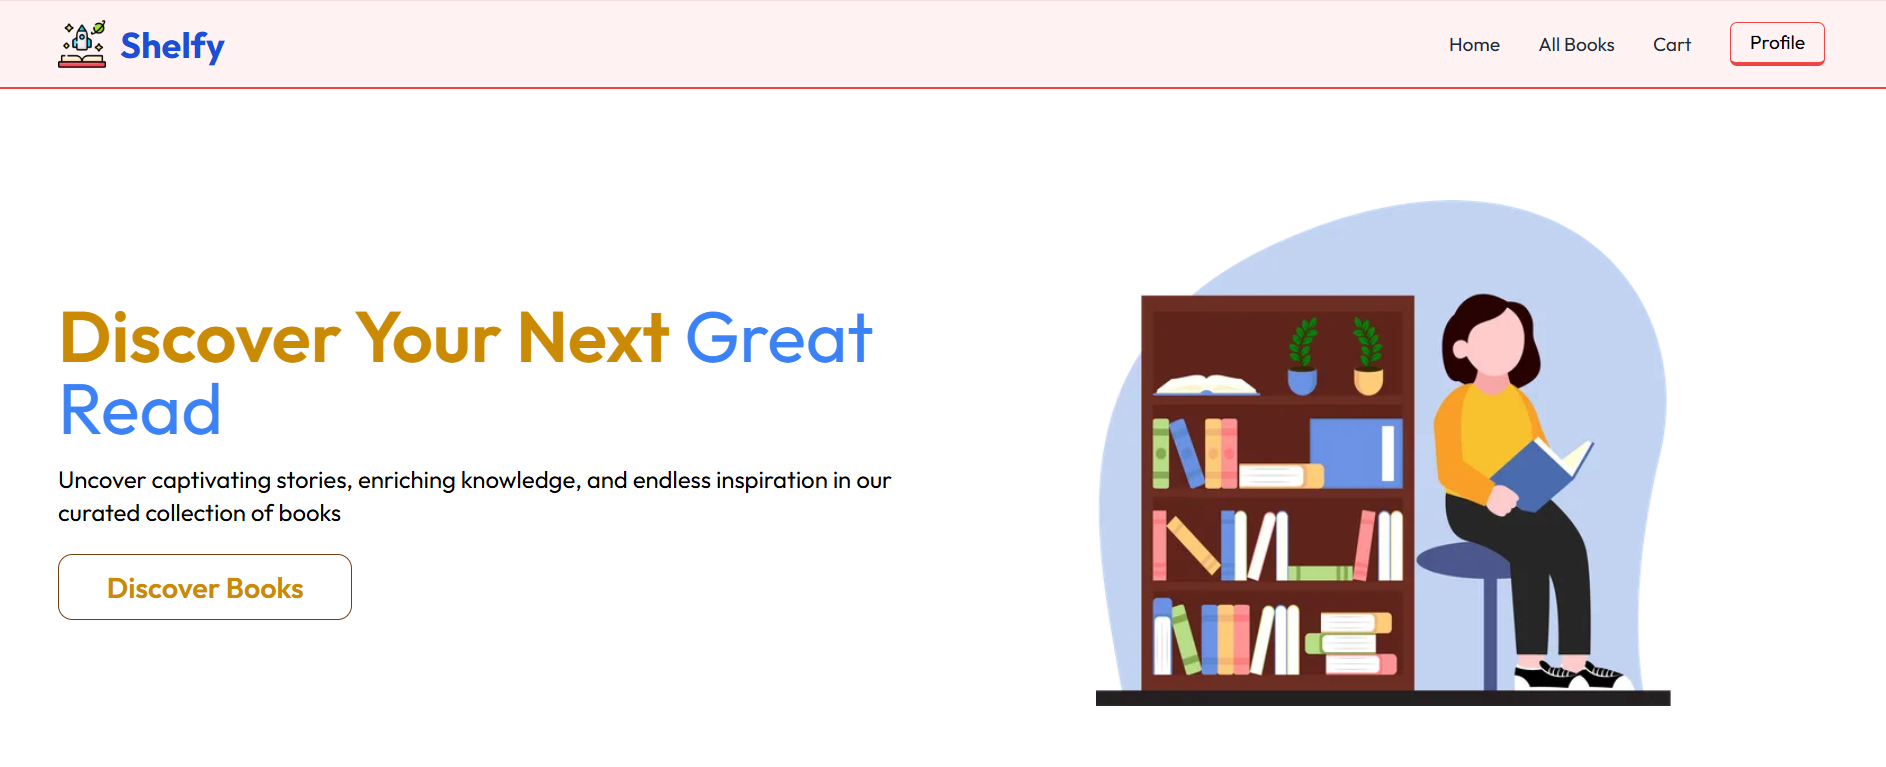 Shelfy
Home
All Books
Cart
Profile
Discover Your Next Great
Read
Uncover captivating stories, enriching knowledge, and endless inspiration in our
curated collection of books
Discover Books